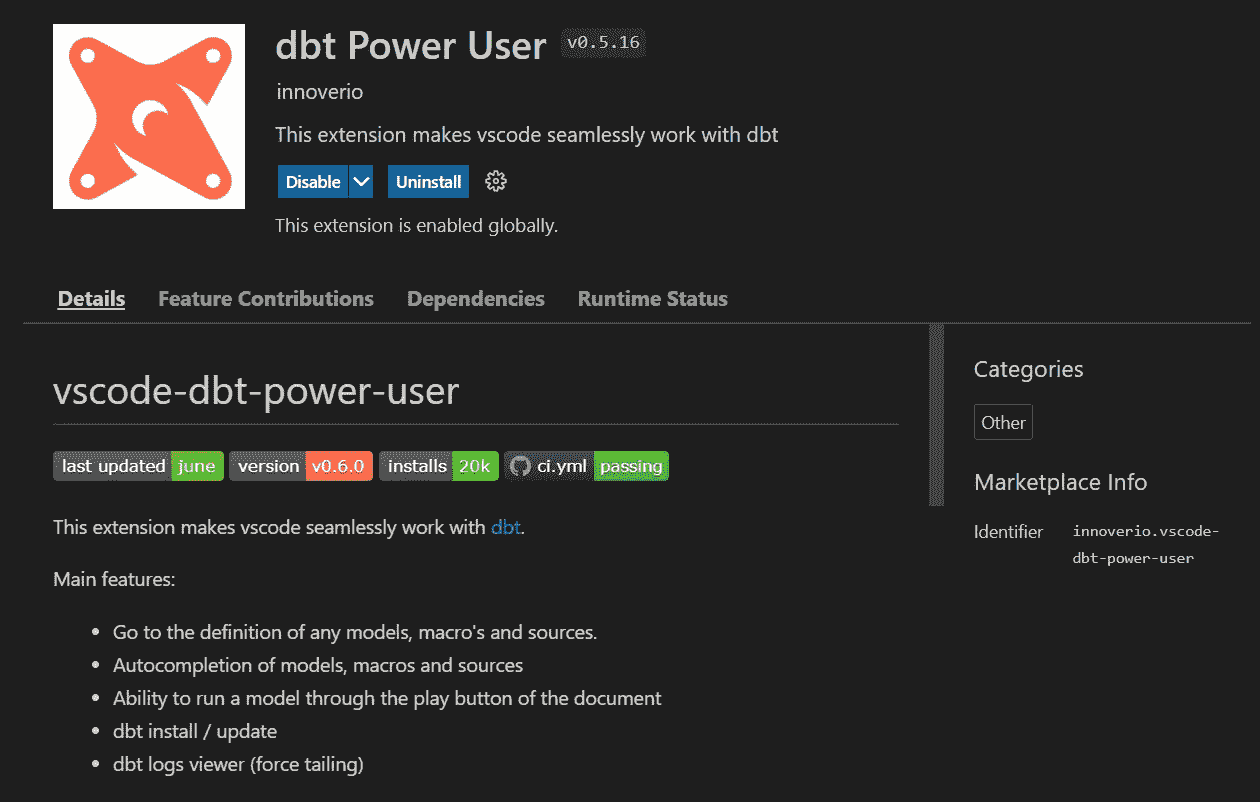 dbt Power User v0.5.16
innoverio
This extension makes vscode seamlessly work with dbt
Disable Uninstall
This extension is enabled globally.
Details Feature Contributions Dependencies Runtime Status
vscode-dbt-power-user
last updated june version v0.6.0 installs 20k ci.yml passing
This extension makes vscode seamlessly work with dbt.
Main features:
• Go to the definition of any models, macro's and sources.
• Autocompletion of models, macros and sources
• Ability to run a model through the play button of the document
• dbt install / update
• dbt logs viewer (force tailing)
Categories
Other
Marketplace Info
Identifier innoverio.vscode-
dbt-power-user